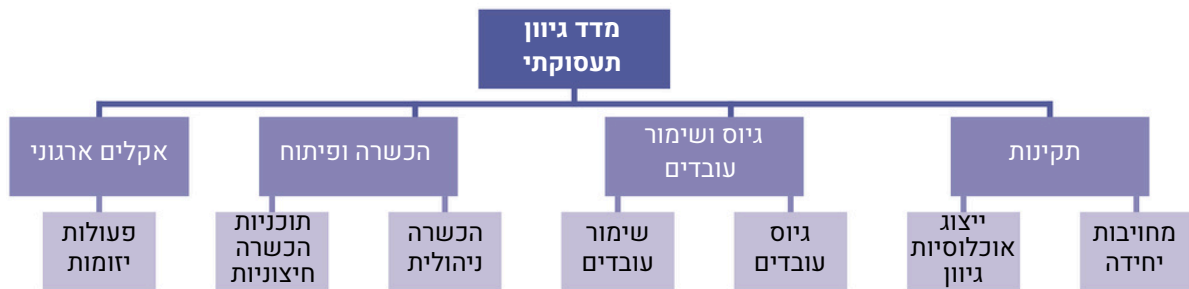 מדד גיוון
תעסוקתי
תקינות
גיוס ושימור
עובדים
הכשרה ופיתוח
אקלים ארגוני
מחויבות
יחידה
ייצוג
אוכלוסיות
גיוון
גיוס
עובדים
שימור
עובדים
הכשרה
ניהולית
תוכניות
הכשרה
חיצוניות
פעולות
יזומות